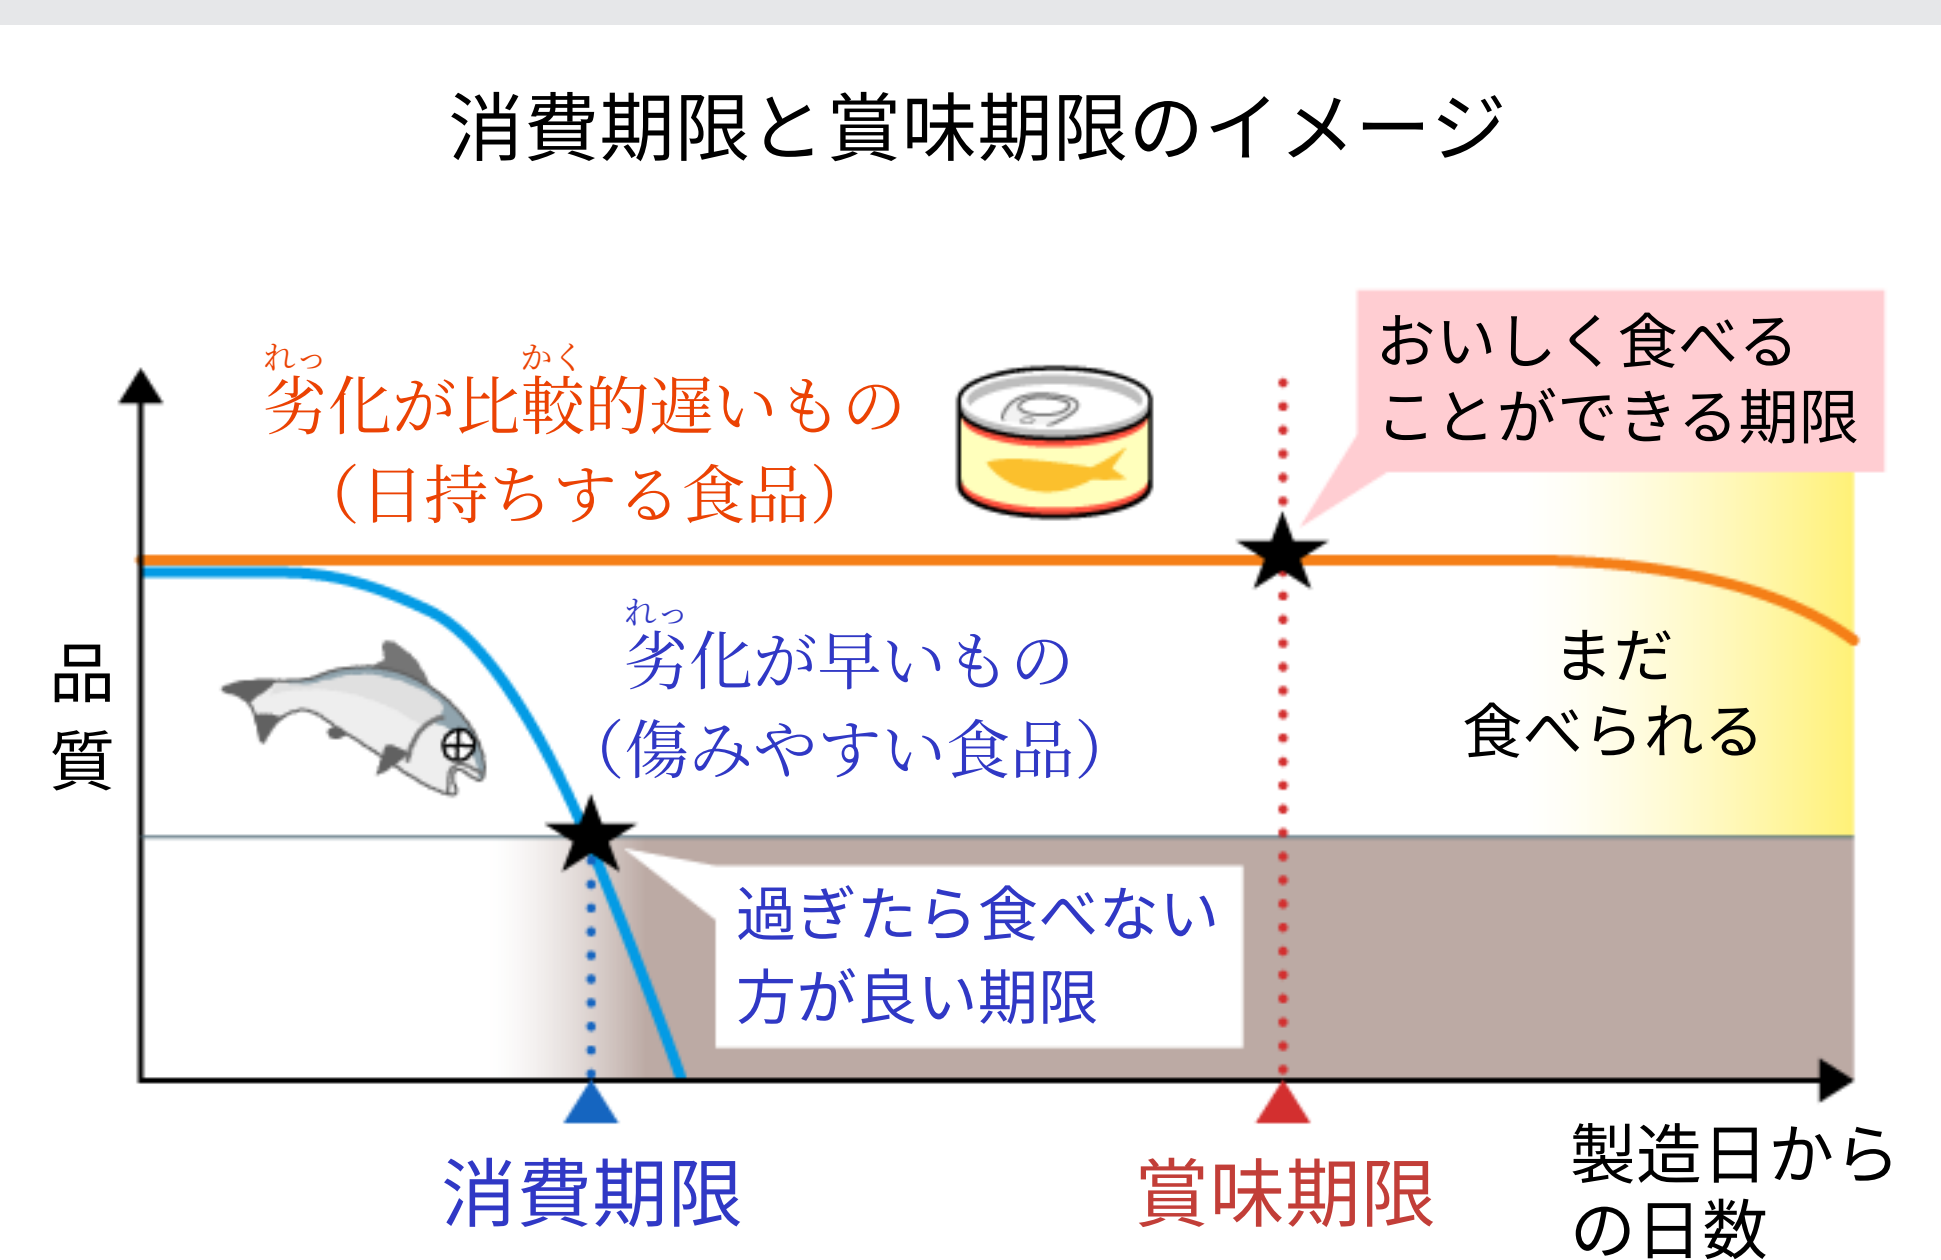 消費期限と賞味期限のイメージ
おいしく食べる
ことができる期限
れっ かく
劣化が比較的遅いもの
（日持ちする食品）
れっ
劣化が早いもの
（傷みやすい食品）
まだ
食べられる
品
質
過ぎたら食べない
方が良い期限
消費期限
賞味期限
製造日から
の日数